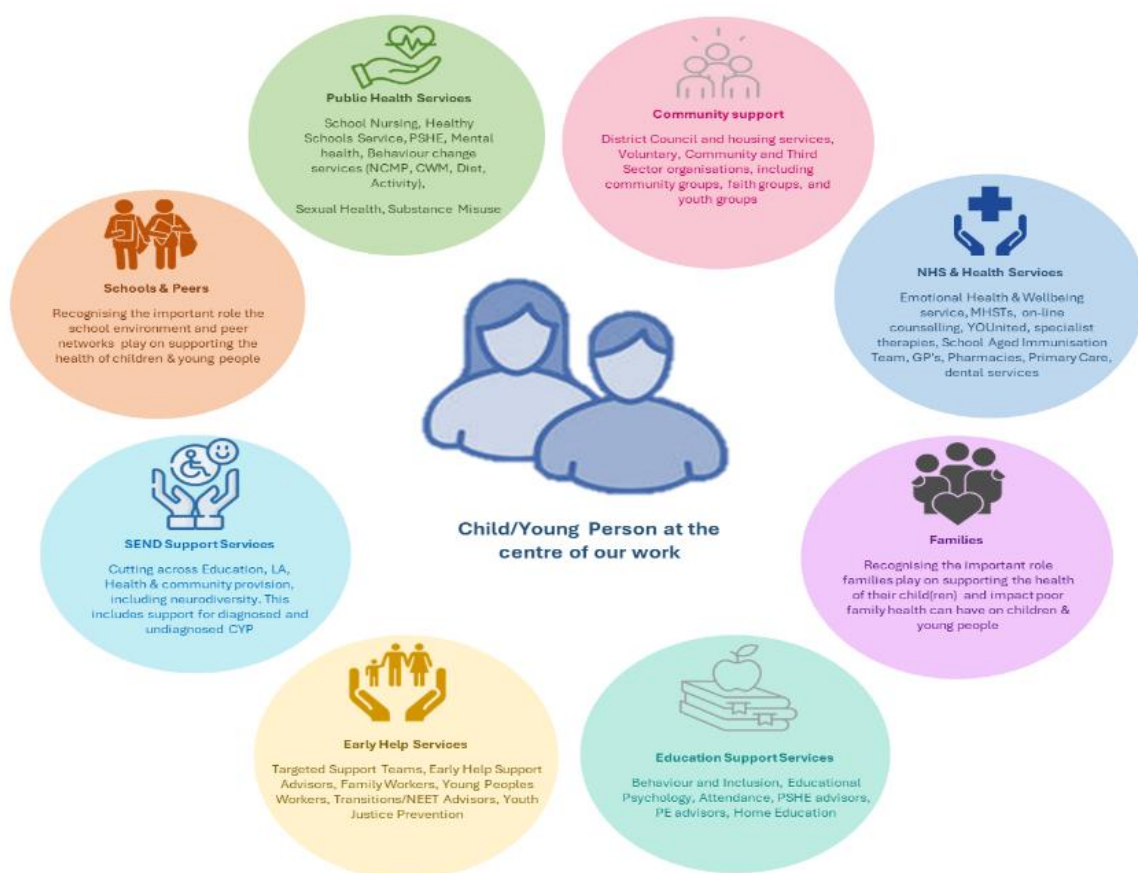 Public Health Services
School Nursing, Healthy
Schools Service, PSHE, Mental
health, Behaviour change
services (NCMP, CWM, Diet,
Activity),
Sexual Health, Substance Misuse
Community support
District Council and housing services,
Voluntary, Community and Third
Sector organisations, including
community groups, faith groups, and
youth groups
Schools & Peers
Recognising the important role the
school environment and peer
networks play on supporting the
health of children & young people
NHS & Health Services
Emotional Health & Wellbeing
service, MHSTs, on-line
counselling, YOUnited, specialist
therapies, School Aged Immunisation
Team, GP's, Pharmacies, Primary Care,
dental services
Child/Young Person at the
centre of our work
SEND Support Services
Cutting across Education, LA,
Health & community provision,
including neurodiversity. This
includes support for diagnosed and
undiagnosed CYP
Families
Recognising the important role
families play on supporting the health
of their child(ren) and impact poor
family health can have on children &
young people
Early Help Services
Targeted Support Teams, Early Help Support
Advisors, Family Workers, Young Peoples
Workers, Transitions/NEET Advisors, Youth
Justice Prevention
Education Support Services
Behaviour and Inclusion, Educational
Psychology, Attendance, PSHE advisors,
PE advisors, Home Education